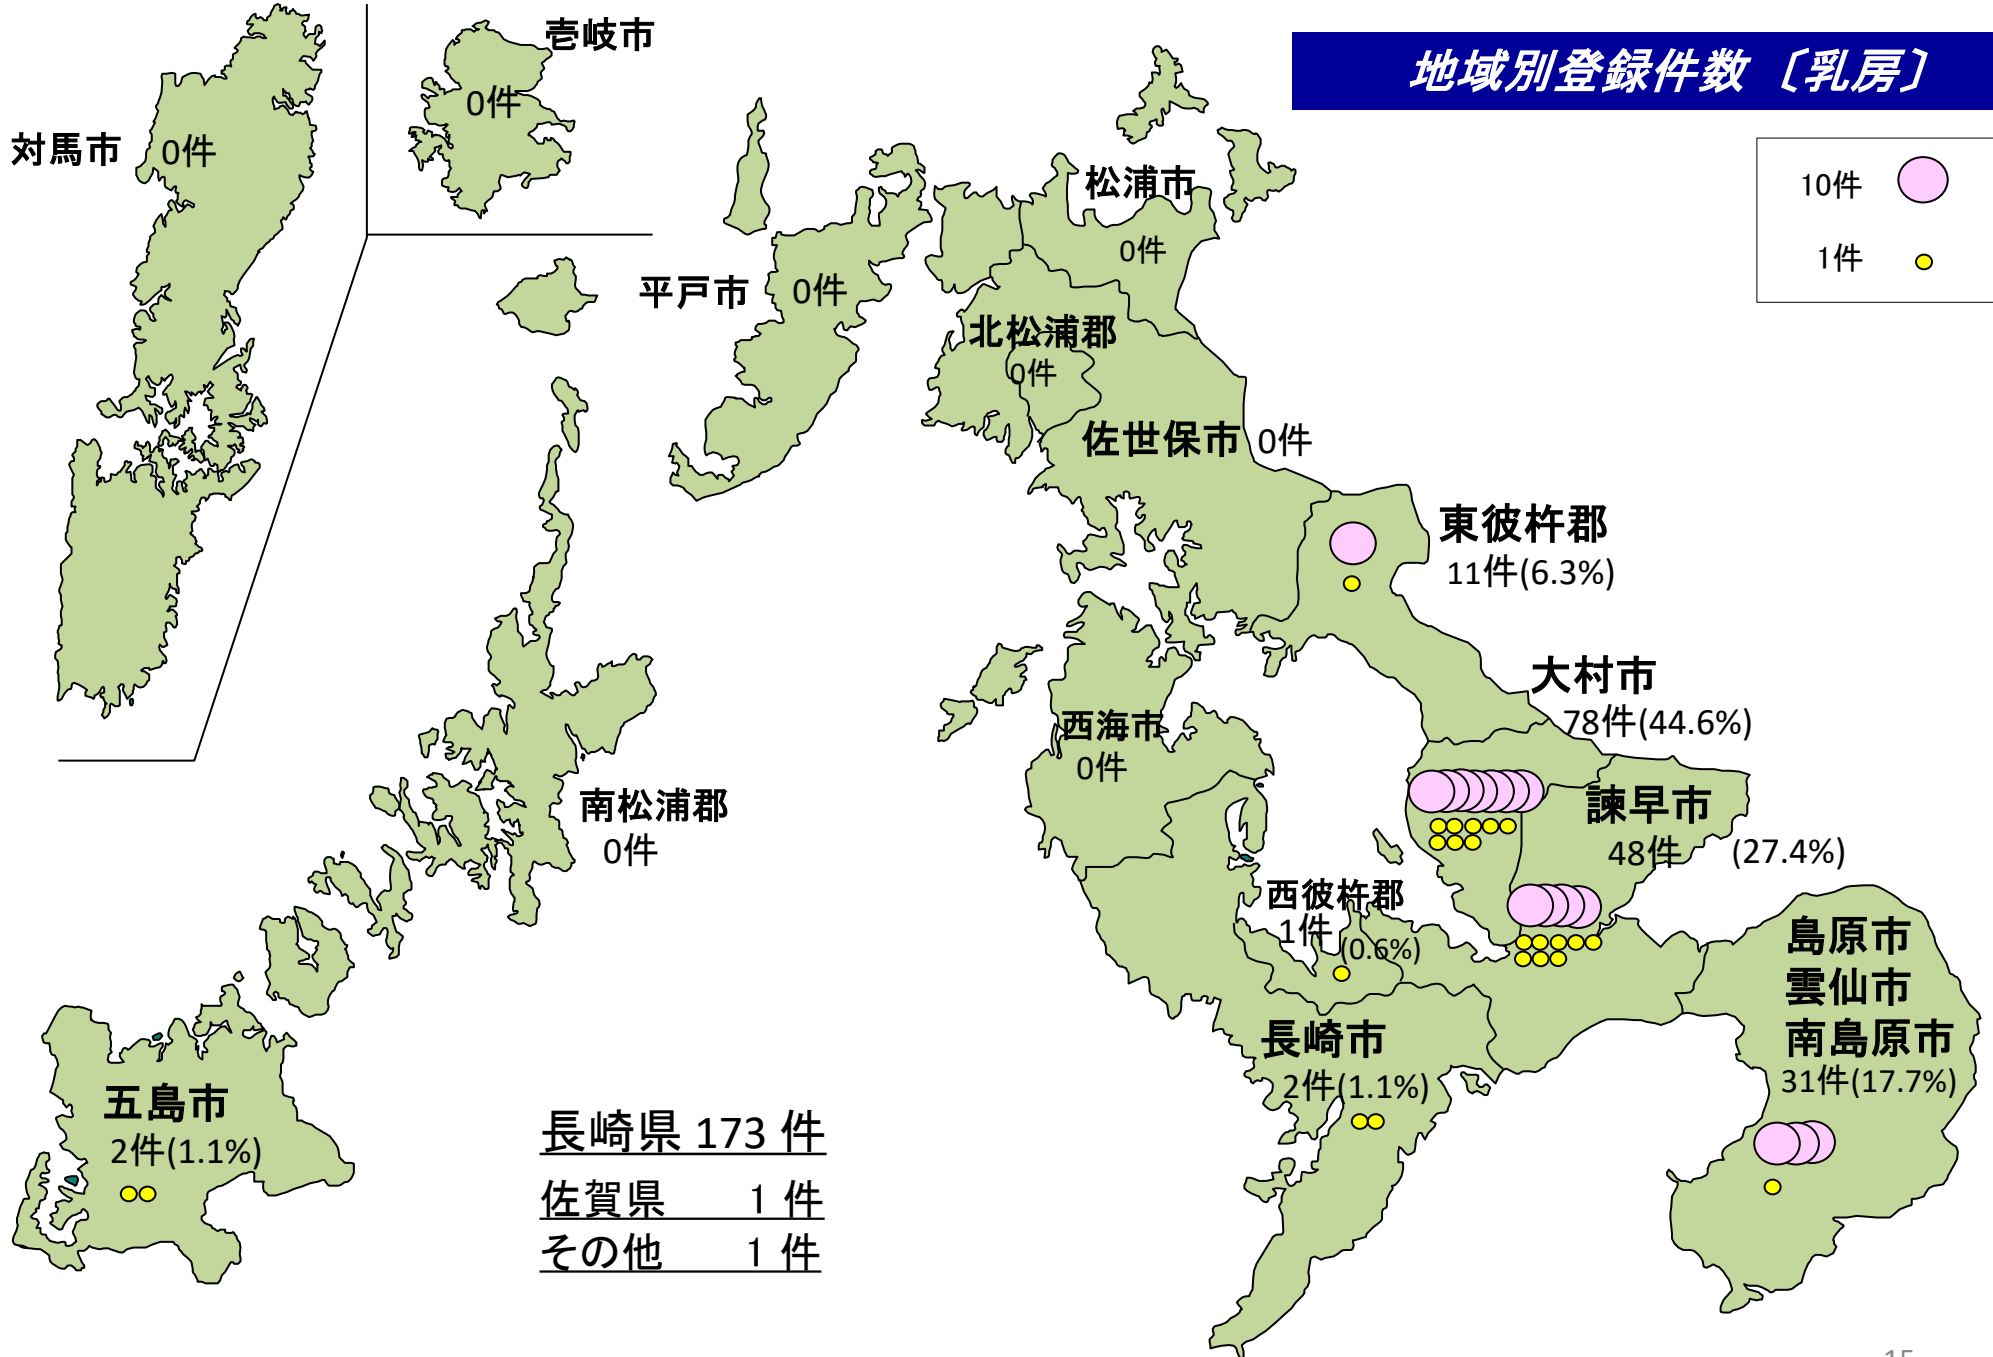 地域別登録件数〔乳房〕
10件
1件
対馬市
0件
壱岐市
0件
松浦市
0件
平戸市
0件
北松浦郡
0件
佐世保市 0件
東彼杵郡
11件(6.3%)
大村市
78件(44.6%)
西海市
0件
諫早市
48件 (27.4%)
南松浦郡
0件
西彼杵郡
1件 (0.6%)
島原市
雲仙市
南島原市
31件(17.7%)
長崎市
2件(1.1%)
五島市
2件(1.1%)
長崎県 173 件
佐賀県 1 件
その他 1 件
15